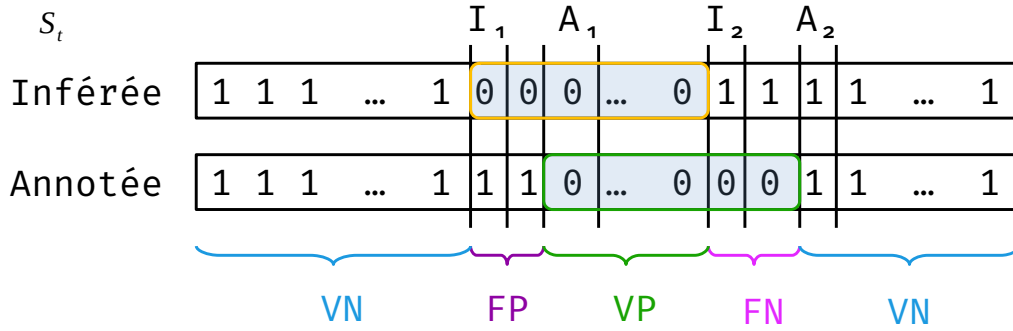 S_t I₁ A₁ I₂ A₂
Inférée 1 1 1 … 1 0 0 0 … 0 1 1 1 1 … 1
Annotée 1 1 1 … 1 1 1 0 … 0 0 0 1 1 … 1
VN FP VP FN VN